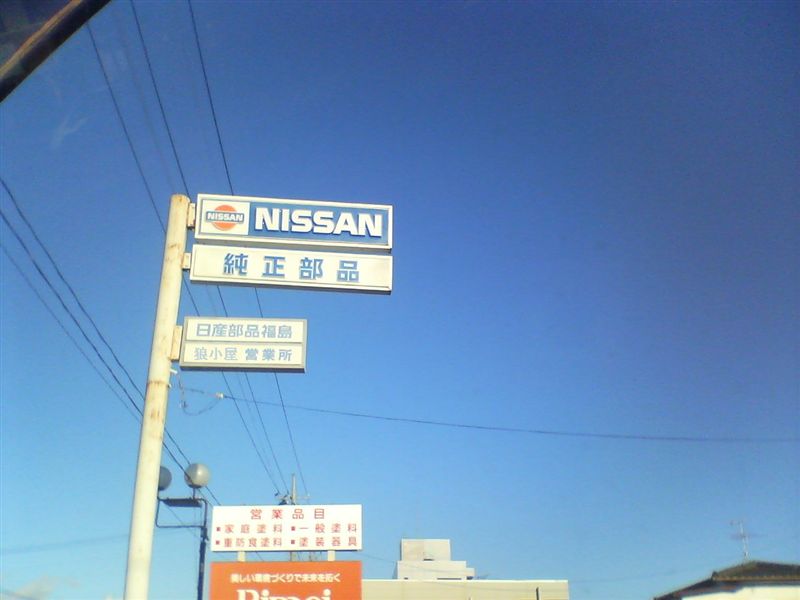 NISSAN NISSAN
純正部品
日産部品福島
狼小屋 営業所
営業品目
▪家庭塗料▪一般塗料
▪重防食塗料▪塗装器具
美しい環境づくりで未来を拓く